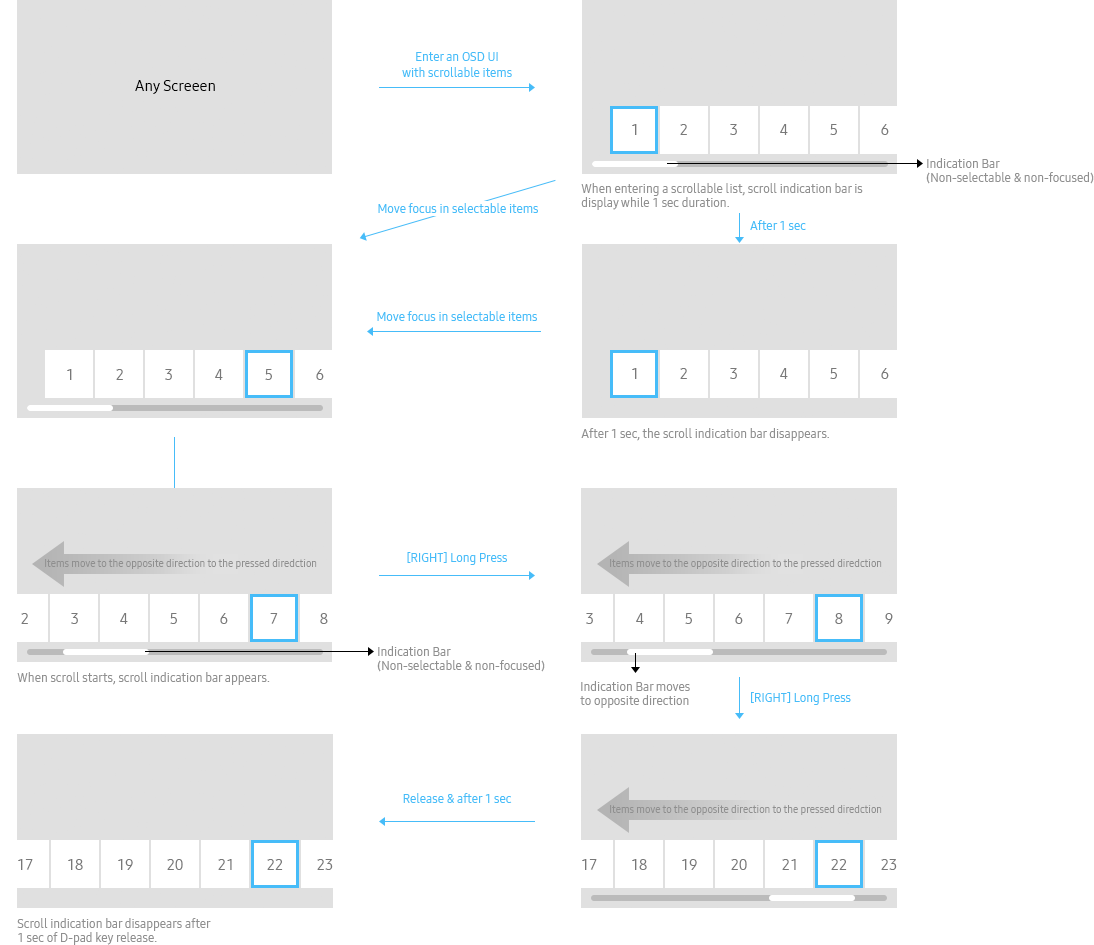 Any Screeen
Enter an OSD UI
with scrollable items
1 2 3 4 5 6
Indication Bar
(Non-selectable & non-focused)
When entering a scrollable list, scroll indication bar is
display while 1 sec duration.
Move focus in selectable items
After 1 sec
Move focus in selectable items
1 2 3 4 5 6
1 2 3 4 5 6
After 1 sec, the scroll indication bar disappears.
Items move to the opposite direction to the pressed diredction
2 3 4 5 6 7 8
Indication Bar
(Non-selectable & non-focused)
When scroll starts, scroll indication bar appears.
[RIGHT] Long Press
Items move to the opposite direction to the pressed diredction
3 4 5 6 7 8 9
Indication Bar moves
to opposite direction
[RIGHT] Long Press
Release & after 1 sec
Items move to the opposite direction to the pressed diredction
17 18 19 20 21 22 23
17 18 19 20 21 22 23
Scroll indication bar disappears after
1 sec of D-pad key release.